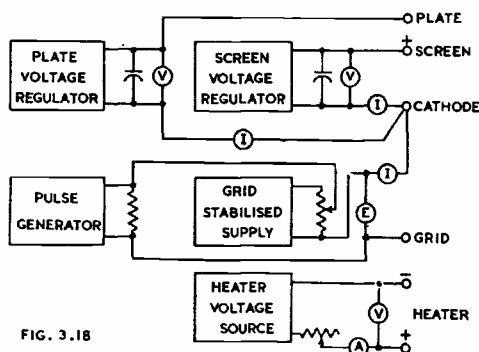 PLATE
PLATE
VOLTAGE
REGULATOR
V
SCREEN
VOLTAGE
REGULATOR
V
+
SCREEN
I
CATHODE
I
PULSE
GENERATOR
GRID
STABILISED
SUPPLY
I
E
GRID
HEATER
VOLTAGE
SOURCE
V
A
−
HEATER
+
FIG. 3.18